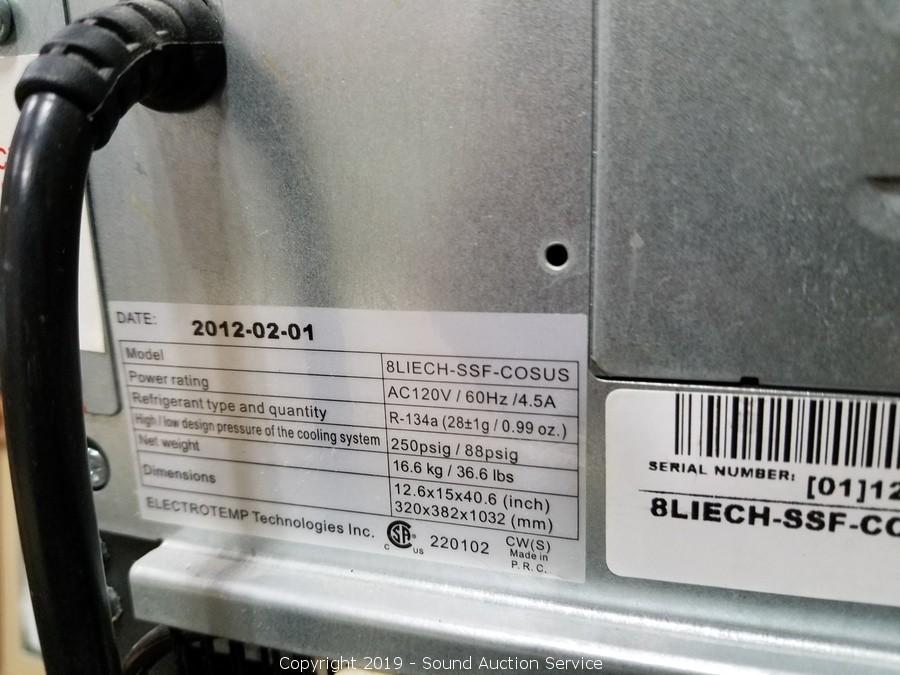 DATE: 2012-02-01
Model 8LIECH-SSF-COSUS
Power rating AC120V / 60Hz /4.5A
Refrigerant type and quantity R-134a (28±1g / 0.99 oz.)
High / low design pressure of the cooling system 250psig / 88psig
Net weight 16.6 kg / 36.6 lbs
Dimensions 12.6x15x40.6 (inch)
320x382x1032 (mm)
ELECTROTEMP Technologies Inc. C SA ® US 220102 CW(S)
Made in
P. R. C.
SERIAL NUMBER: [01]12
8LIECH-SSF-CO
Copyright 2019 - Sound Auction Service